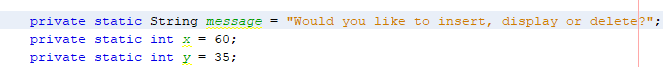 private static String message = "Would you like to insert, display or delete?";
private static int x = 60;
private static int y = 35;